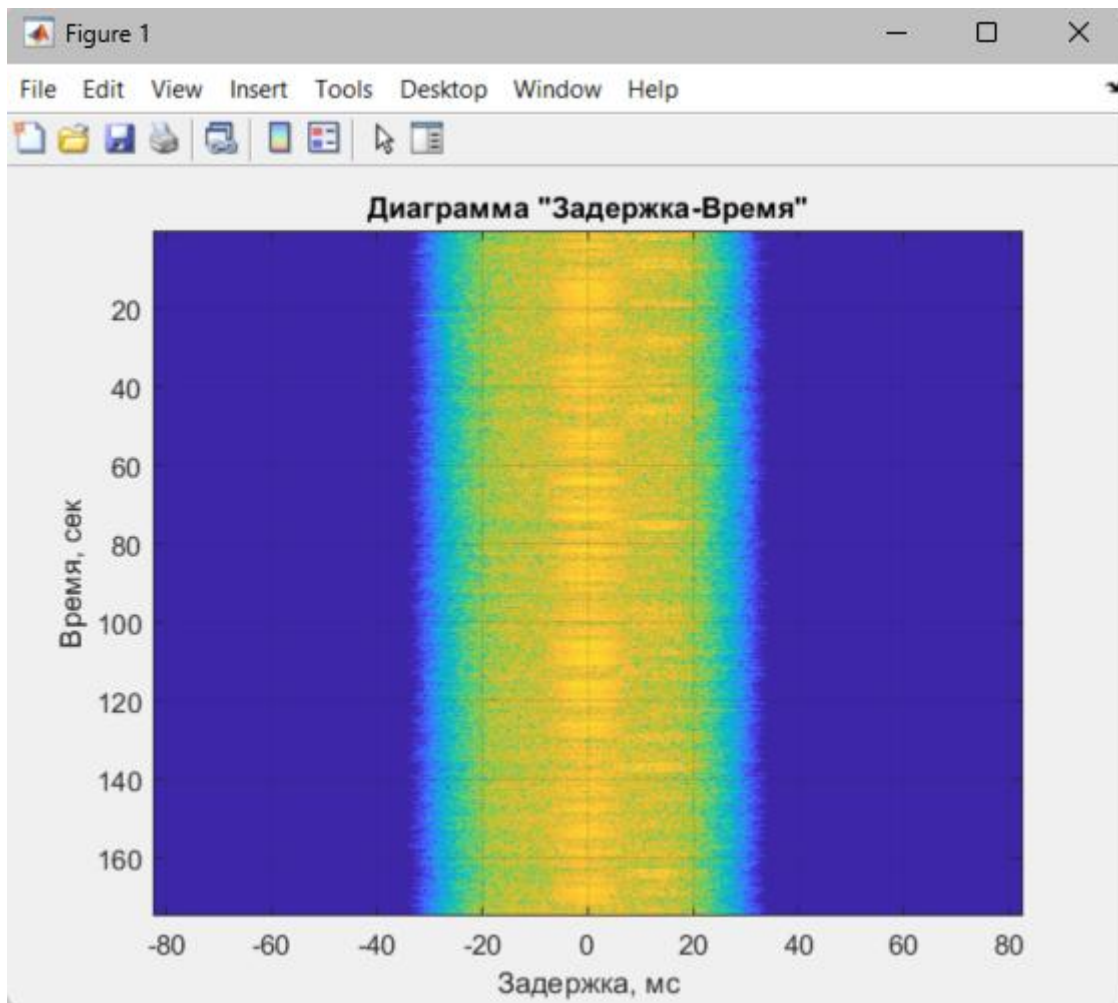 Figure 1
File Edit View Insert Tools Desktop Window Help
Диаграмма "Задержка-Время"
20
40
60
80
100
120
140
160
Время, сек
-80 -60 -40 -20 0 20 40 60 80
Задержка, мс